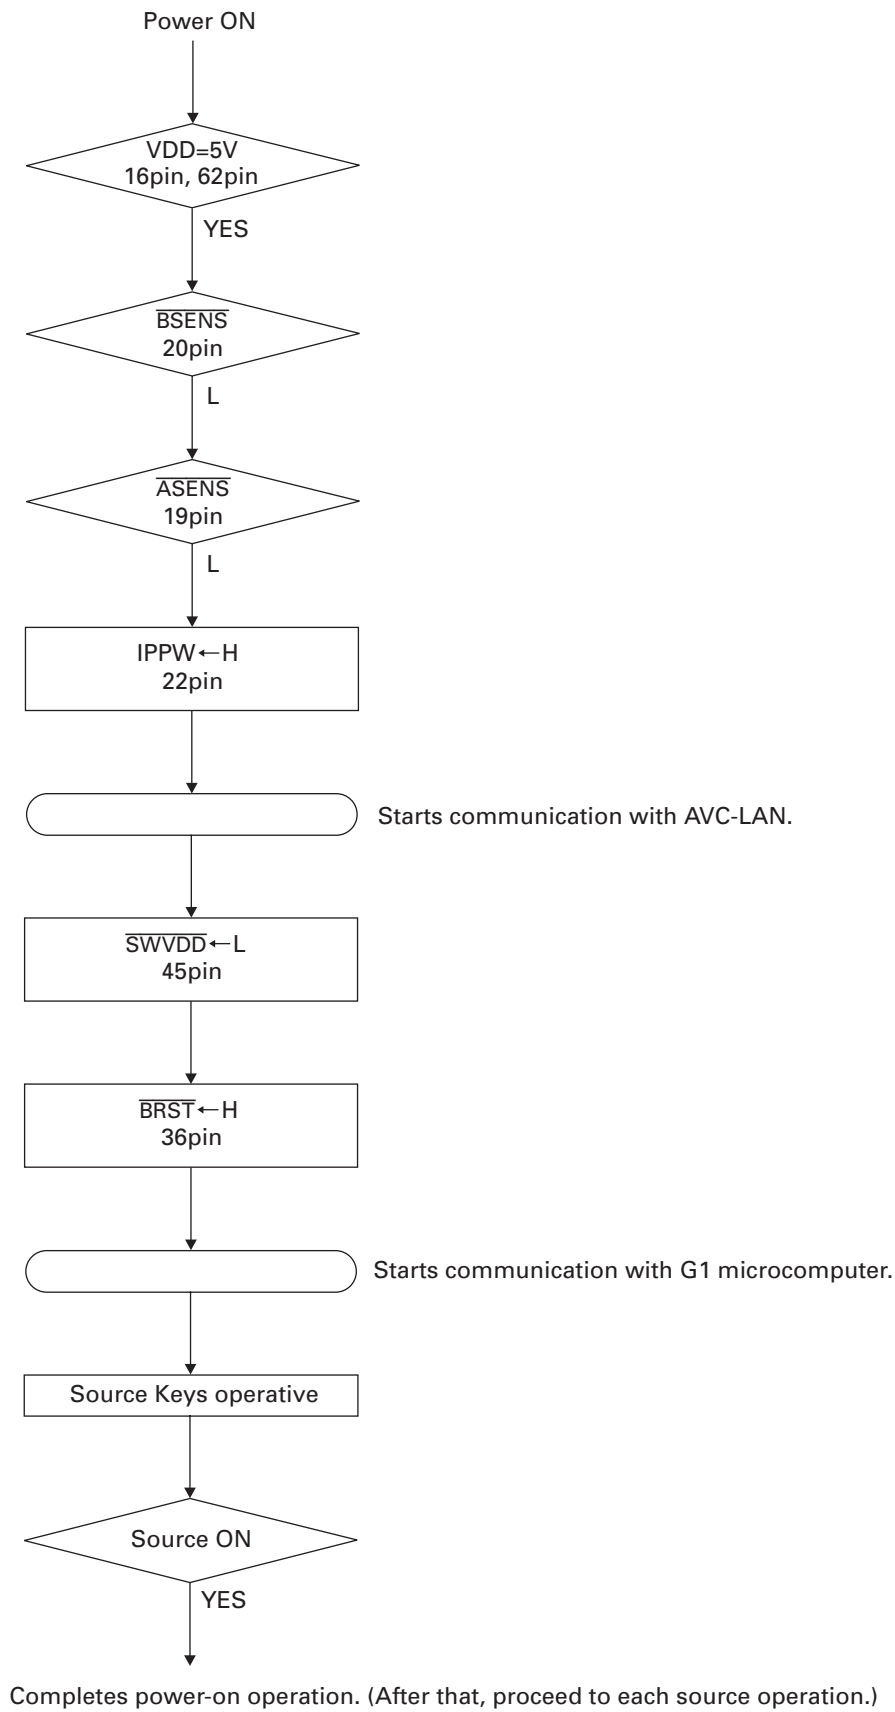 Power ON
VDD=5V
16pin, 62pin
YES
BSENS
20pin
L
ASENS
19pin
L
IPPW←H
22pin
Starts communication with AVC-LAN.
SWVDD←L
45pin
BRST←H
36pin
Starts communication with G1 microcomputer.
Source Keys operative
Source ON
YES
Completes power-on operation. (After that, proceed to each source operation.)